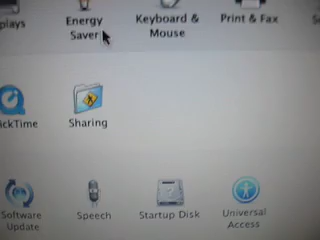 plays
Energy
Saver
Keyboard &
Mouse
Print & Fax
ickTime
Sharing
Software
Update
Speech
Startup Disk
Universal
Access